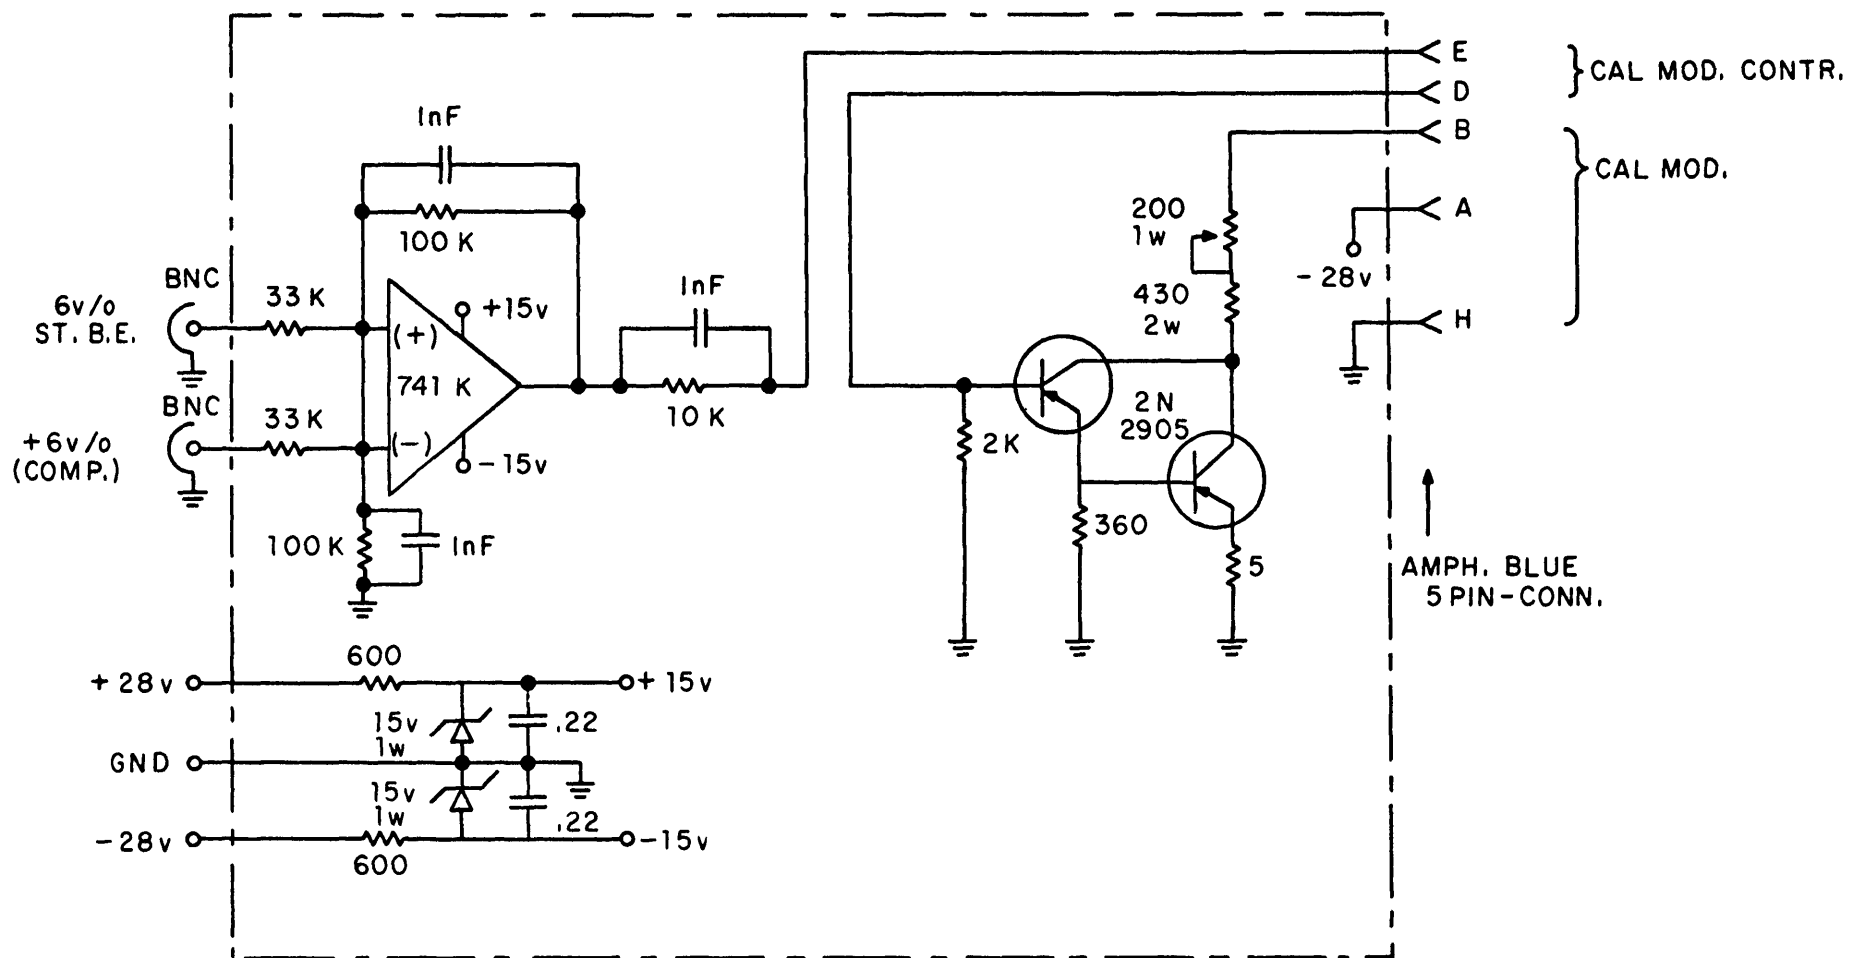 E
D
CAL MOD. CONTR.
B
CAL MOD.
A
-28v
H
1nF
100 K
BNC
6v/o
ST. B.E.
33 K
(+)
+15v
741 K
1nF
10K
BNC
33K
+6v/o
(COMP.)
(-)
-15v
100K
1nF
200
1w
430
2w
2N
2905
2K
360
5
AMPH. BLUE
5 PIN-CONN.
600
+28v
+15v
15v
1w
.22
GND
15v
1w
.22
-28v
-15v
600